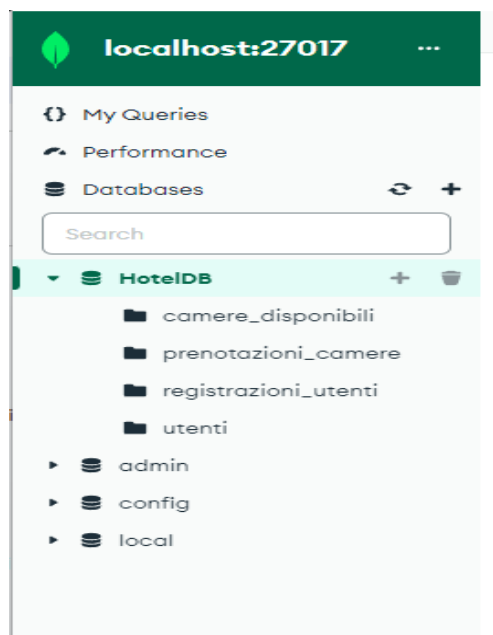 localhost:27017 ...
{} My Queries
Performance
Databases
Search
HotelDB
camere_disponibili
prenotazioni_camere
registrazioni_utenti
utenti
admin
config
local